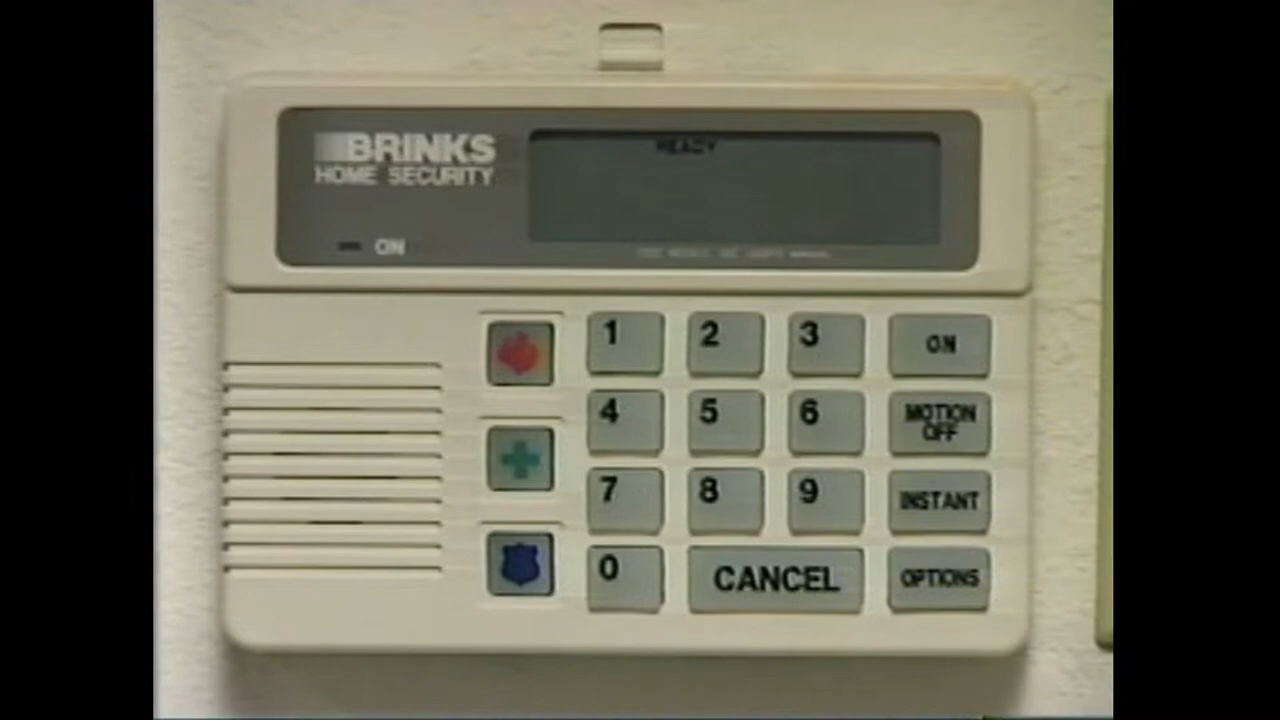 BRINKS
HOME SECURITY
READY
ON
1
2
3
ON
4
5
6
MOTION
OFF
7
8
9
INSTANT
0
CANCEL
OPTIONS